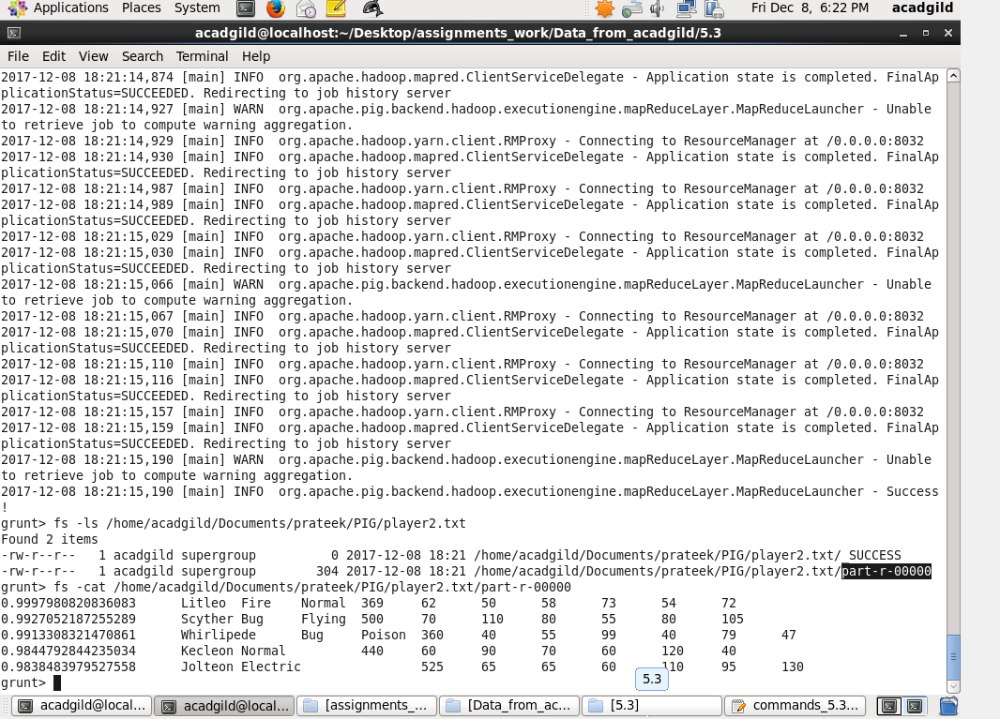 Applications Places System Fri Dec 8, 6:22 PM acadgild
acadgild@localhost:~/Desktop/assignments_work/Data_from_acadgild/5.3
File Edit View Search Terminal Help
2017-12-08 18:21:14,874 [main] INFO  org.apache.hadoop.mapred.ClientServiceDelegate - Application state is completed. FinalAp
plicationStatus=SUCCEEDED. Redirecting to job history server
2017-12-08 18:21:14,927 [main] WARN  org.apache.pig.backend.hadoop.executionengine.mapReduceLayer.MapReduceLauncher - Unable
to retrieve job to compute warning aggregation.
2017-12-08 18:21:14,929 [main] INFO  org.apache.hadoop.yarn.client.RMProxy - Connecting to ResourceManager at /0.0.0.0:8032
2017-12-08 18:21:14,930 [main] INFO  org.apache.hadoop.mapred.ClientServiceDelegate - Application state is completed. FinalAp
plicationStatus=SUCCEEDED. Redirecting to job history server
2017-12-08 18:21:14,987 [main] INFO  org.apache.hadoop.yarn.client.RMProxy - Connecting to ResourceManager at /0.0.0.0:8032
2017-12-08 18:21:14,989 [main] INFO  org.apache.hadoop.mapred.ClientServiceDelegate - Application state is completed. FinalAp
plicationStatus=SUCCEEDED. Redirecting to job history server
2017-12-08 18:21:15,029 [main] INFO  org.apache.hadoop.yarn.client.RMProxy - Connecting to ResourceManager at /0.0.0.0:8032
2017-12-08 18:21:15,030 [main] INFO  org.apache.hadoop.mapred.ClientServiceDelegate - Application state is completed. FinalAp
plicationStatus=SUCCEEDED. Redirecting to job history server
2017-12-08 18:21:15,066 [main] WARN  org.apache.pig.backend.hadoop.executionengine.mapReduceLayer.MapReduceLauncher - Unable
to retrieve job to compute warning aggregation.
2017-12-08 18:21:15,067 [main] INFO  org.apache.hadoop.yarn.client.RMProxy - Connecting to ResourceManager at /0.0.0.0:8032
2017-12-08 18:21:15,070 [main] INFO  org.apache.hadoop.mapred.ClientServiceDelegate - Application state is completed. FinalAp
plicationStatus=SUCCEEDED. Redirecting to job history server
2017-12-08 18:21:15,110 [main] INFO  org.apache.hadoop.yarn.client.RMProxy - Connecting to ResourceManager at /0.0.0.0:8032
2017-12-08 18:21:15,116 [main] INFO  org.apache.hadoop.mapred.ClientServiceDelegate - Application state is completed. FinalAp
plicationStatus=SUCCEEDED. Redirecting to job history server
2017-12-08 18:21:15,157 [main] INFO  org.apache.hadoop.yarn.client.RMProxy - Connecting to ResourceManager at /0.0.0.0:8032
2017-12-08 18:21:15,159 [main] INFO  org.apache.hadoop.mapred.ClientServiceDelegate - Application state is completed. FinalAp
plicationStatus=SUCCEEDED. Redirecting to job history server
2017-12-08 18:21:15,190 [main] WARN  org.apache.pig.backend.hadoop.executionengine.mapReduceLayer.MapReduceLauncher - Unable
to retrieve job to compute warning aggregation.
2017-12-08 18:21:15,190 [main] INFO  org.apache.pig.backend.hadoop.executionengine.mapReduceLayer.MapReduceLauncher - Success
!
grunt> fs -ls /home/acadgild/Documents/prateek/PIG/player2.txt
Found 2 items
-rw-r--r--   1 acadgild supergroup          0 2017-12-08 18:21 /home/acadgild/Documents/prateek/PIG/player2.txt/_SUCCESS
-rw-r--r--   1 acadgild supergroup        304 2017-12-08 18:21 /home/acadgild/Documents/prateek/PIG/player2.txt/part-r-00000
grunt> fs -cat /home/acadgild/Documents/prateek/PIG/player2.txt/part-r-00000
0.9997980820836083 Litleo Fire Normal 369 62 50 58 73 54 72
0.9927052187255289 Scyther Bug Flying 500 70 110 80 55 80 105
0.9913308321470861 Whirlipede Bug Poison 360 40 55 99 40 79 47
0.9844792844235034 Kecleon Normal 440 60 90 70 60 120 40
0.9838483979527558 Jolteon Electric 525 65 65 60 110 95 130
grunt>
5.3
acadgild@local... acadgild@local... [assignments_... [Data_from_ac... [5.3] commands_5.3...